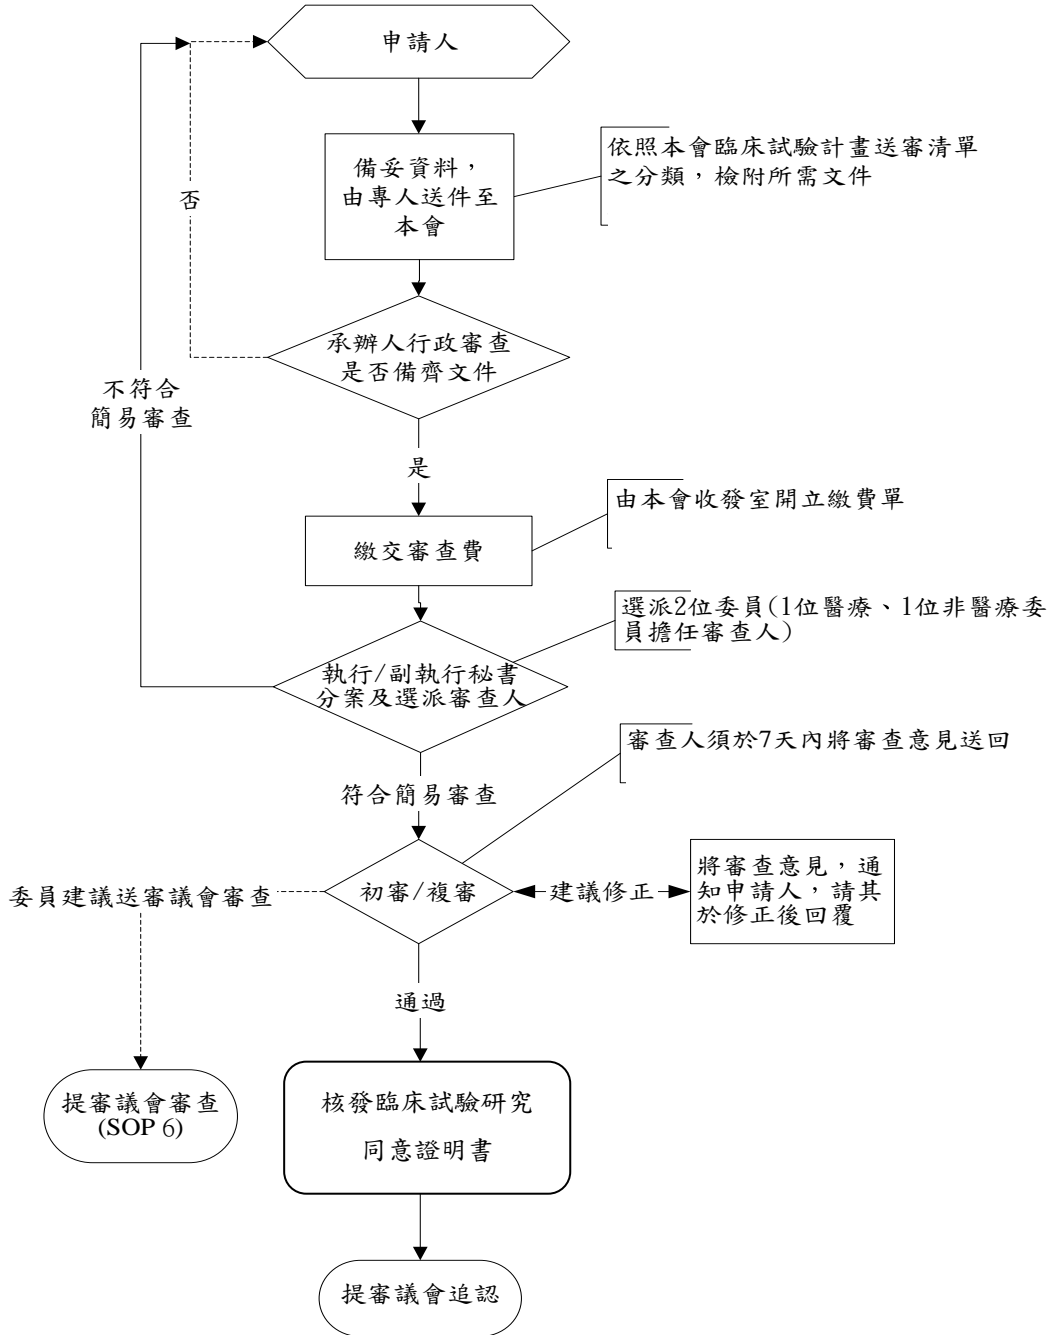 申請人
備妥資料，
由專人送件至
本會
依照本會臨床試驗計畫送審清單
之分類，檢附所需文件
否
承辦人行政審查
是否備齊文件
不符合
簡易審查
是
由本會收發室開立繳費單
繳交審查費
選派2位委員(1位醫療、1位非醫療委
員擔任審查人)
執行/副執行秘書
分案及選派審查人
審查人須於7天內將審查意見送回
符合簡易審查
委員建議送審議會審查
初審/複審
建議修正
將審查意見，通
知申請人，請其
於修正後回覆
通過
提審議會審查
(SOP 6)
核發臨床試驗研究
同意證明書
提審議會追認